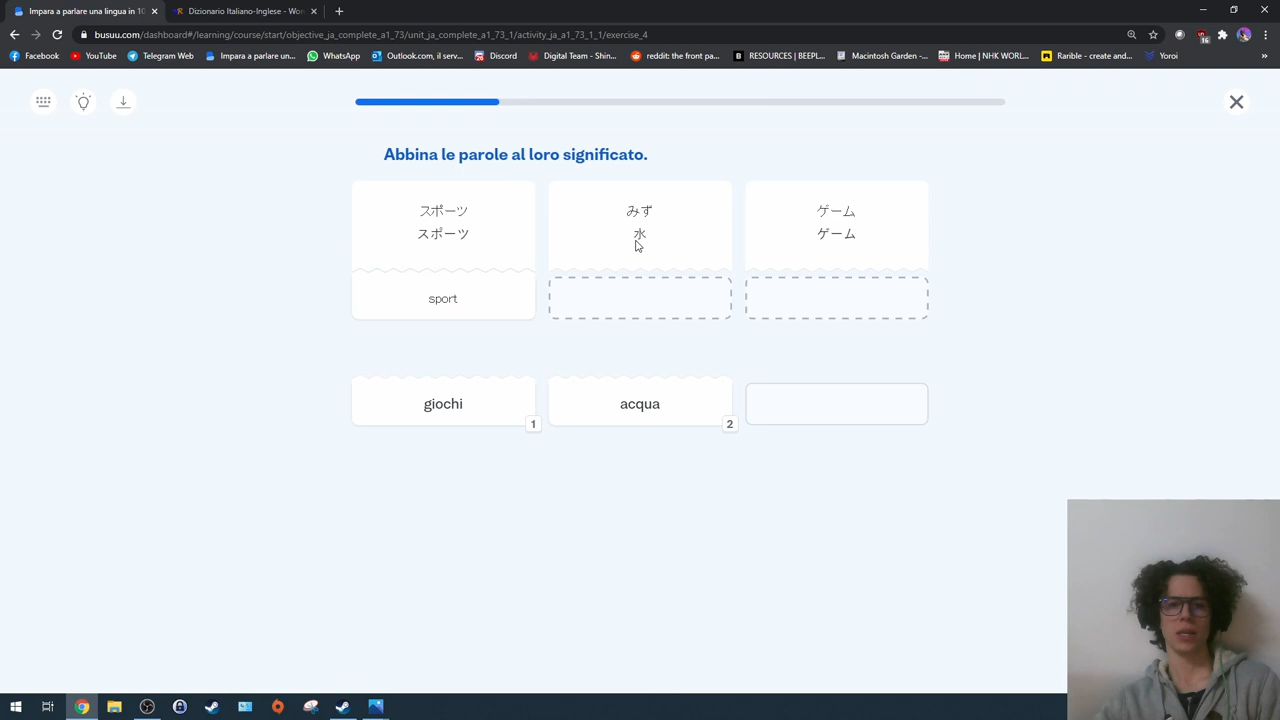 Impara a parlare una lingua in 10
Dizionario Italiano-Inglese - Wor
busuu.com/dashboard#/learning/course/start/objective_ja_complete_a1_73/unit_ja_complete_a1_73_1/activity_ja_a1_73_1_1/exercise_4
16
Facebook
YouTube
Telegram Web
Impara a parlare un...
WhatsApp
Outlook.com, il serv...
Discord
Digital Team - Shin...
RESOURCES | BEEPL...
Macintosh Garden -...
reddit: the front pa...
Home | NHK WORL...
Rarible - create and...
Yoroi
Abbina le parole al loro significato.
スポーツ
スポーツ
みず
水
ゲーム
ゲーム
sport
giochi
1
acqua
2